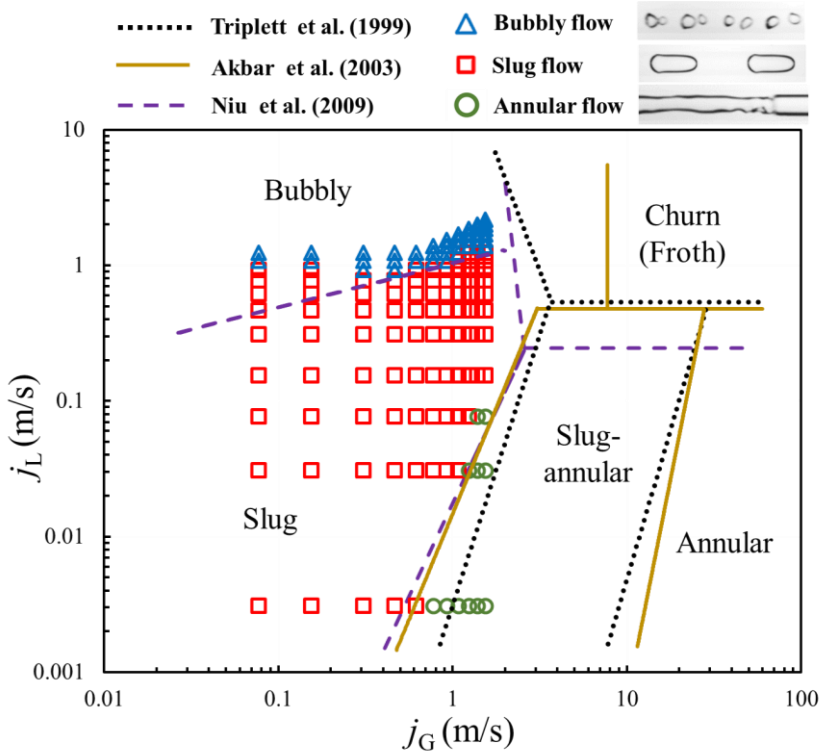 Triplett et al. (1999)
Bubbly flow
Akbar et al. (2003)
Slug flow
Niu et al. (2009)
Annular flow
10
1
0.1
0.01
0.001
j_L (m/s)
Bubbly
Churn
(Froth)
Slug-
annular
Slug
Annular
0.01
0.1
1
10
100
j_G (m/s)